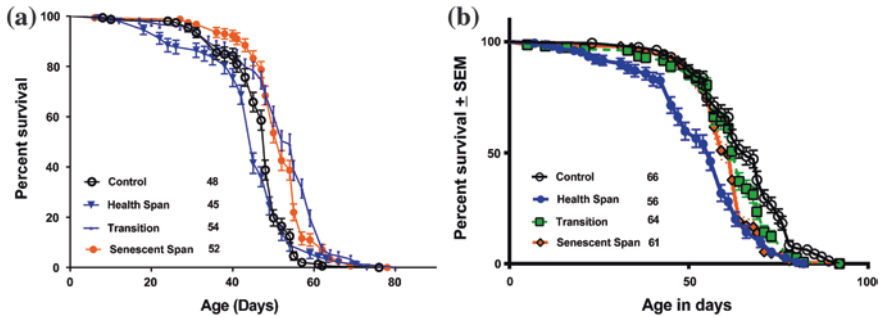 (a)
100
80
60
40
20
0
Percent survival
Control 48
Health Span 45
Transition 54
Senescent Span 52
0 20 40 60 80
Age (Days)
(b)
100
50
0
Percent survival ± SEM
Control 66
Health Span 56
Transition 64
Senescent Span 61
0 50 100
Age in days